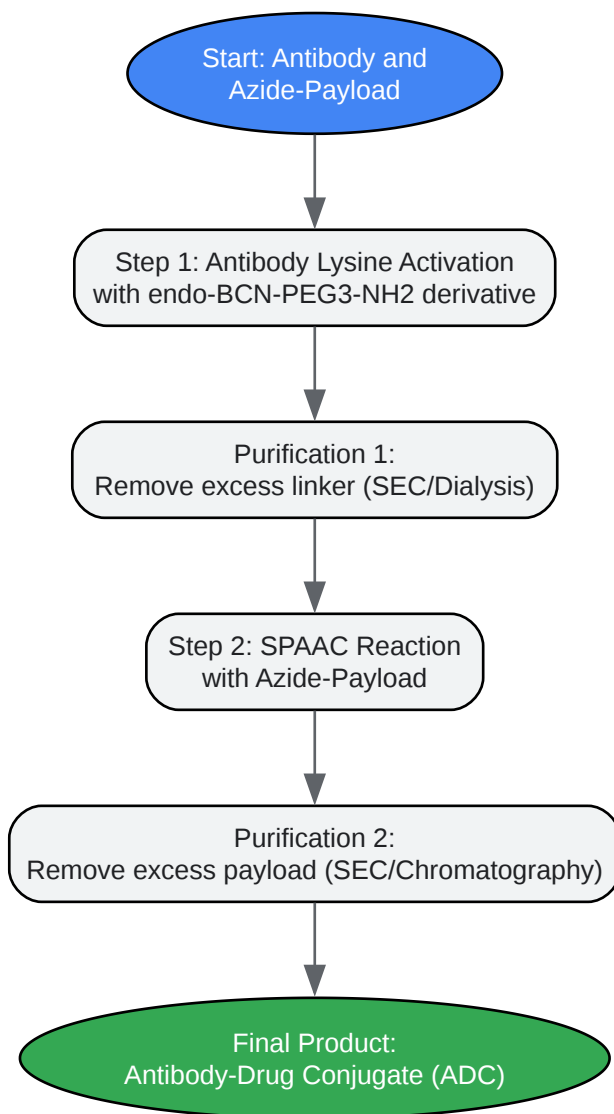 Start: Antibody and
Azide-Payload
Step 1: Antibody Lysine Activation
with endo-BCN-PEG3-NH2 derivative
Purification 1:
Remove excess linker (SEC/Dialysis)
Step 2: SPAAC Reaction
with Azide-Payload
Purification 2:
Remove excess payload (SEC/Chromatography)
Final Product:
Antibody-Drug Conjugate (ADC)